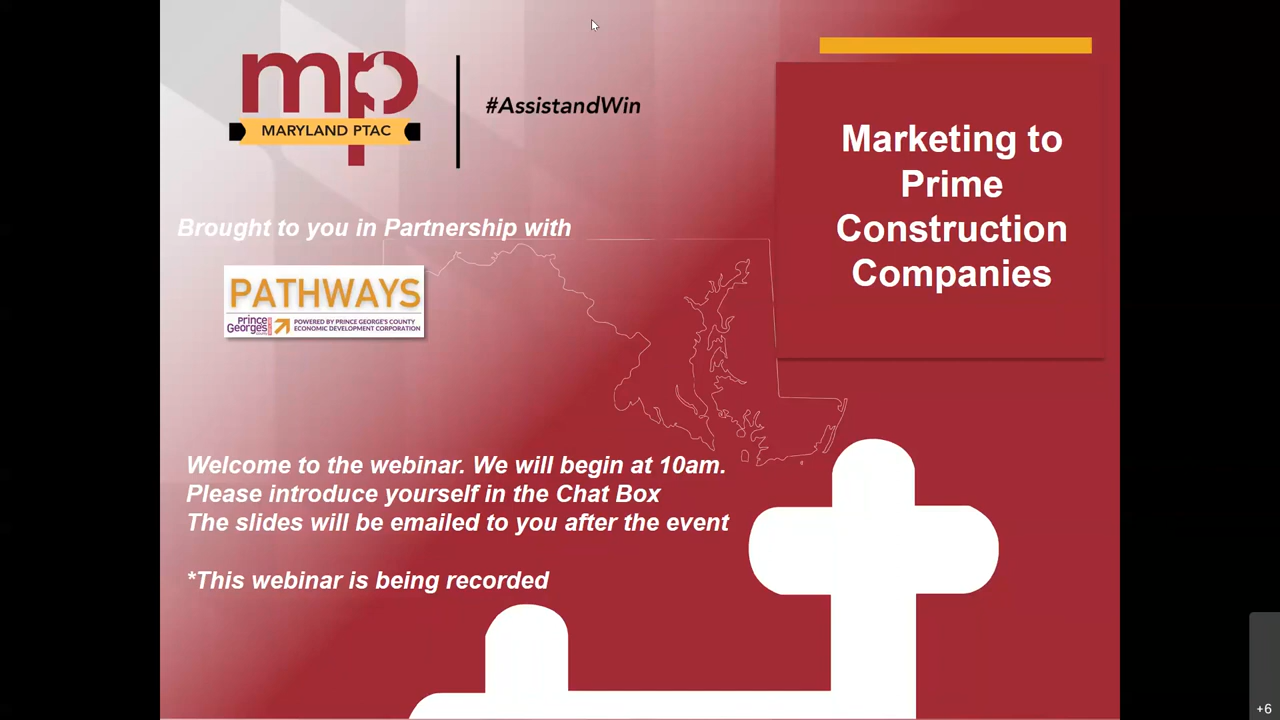 mp
MARYLAND PTAC
#AssistandWin
Marketing to
Prime
Construction
Companies
Brought to you in Partnership with
PATHWAYS
PRINCE
GEORGES
POWERED BY PRINCE GEORGE'S COUNTY
ECONOMIC DEVELOPMENT CORPORATION
Welcome to the webinar. We will begin at 10am.
Please introduce yourself in the Chat Box
The slides will be emailed to you after the event
*This webinar is being recorded
+6